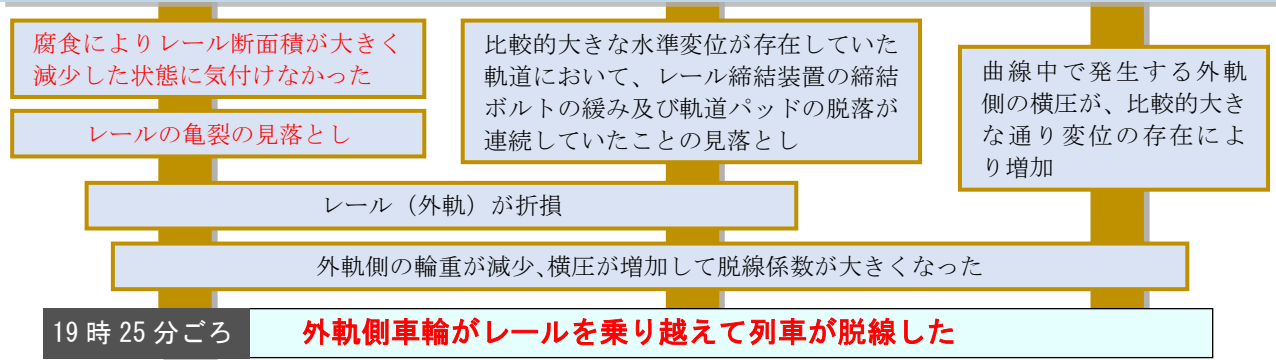 腐食によりレール断面積が大きく
減少した状態に気付けなかった
レールの亀裂の見落とし
比較的大きな水準変位が存在していた
軌道において、レール締結装置の締結
ボルトの緩み及び軌道パッドの脱落が
連続していたことの見落とし
曲線中で発生する外軌
側の横圧が、比較的大き
な通り変位の存在によ
り増加
レール（外軌）が折損
外軌側の輪重が減少、横圧が増加して脱線係数が大きくなった
19時25分ごろ
外軌側車輪がレールを乗り越えて列車が脱線した